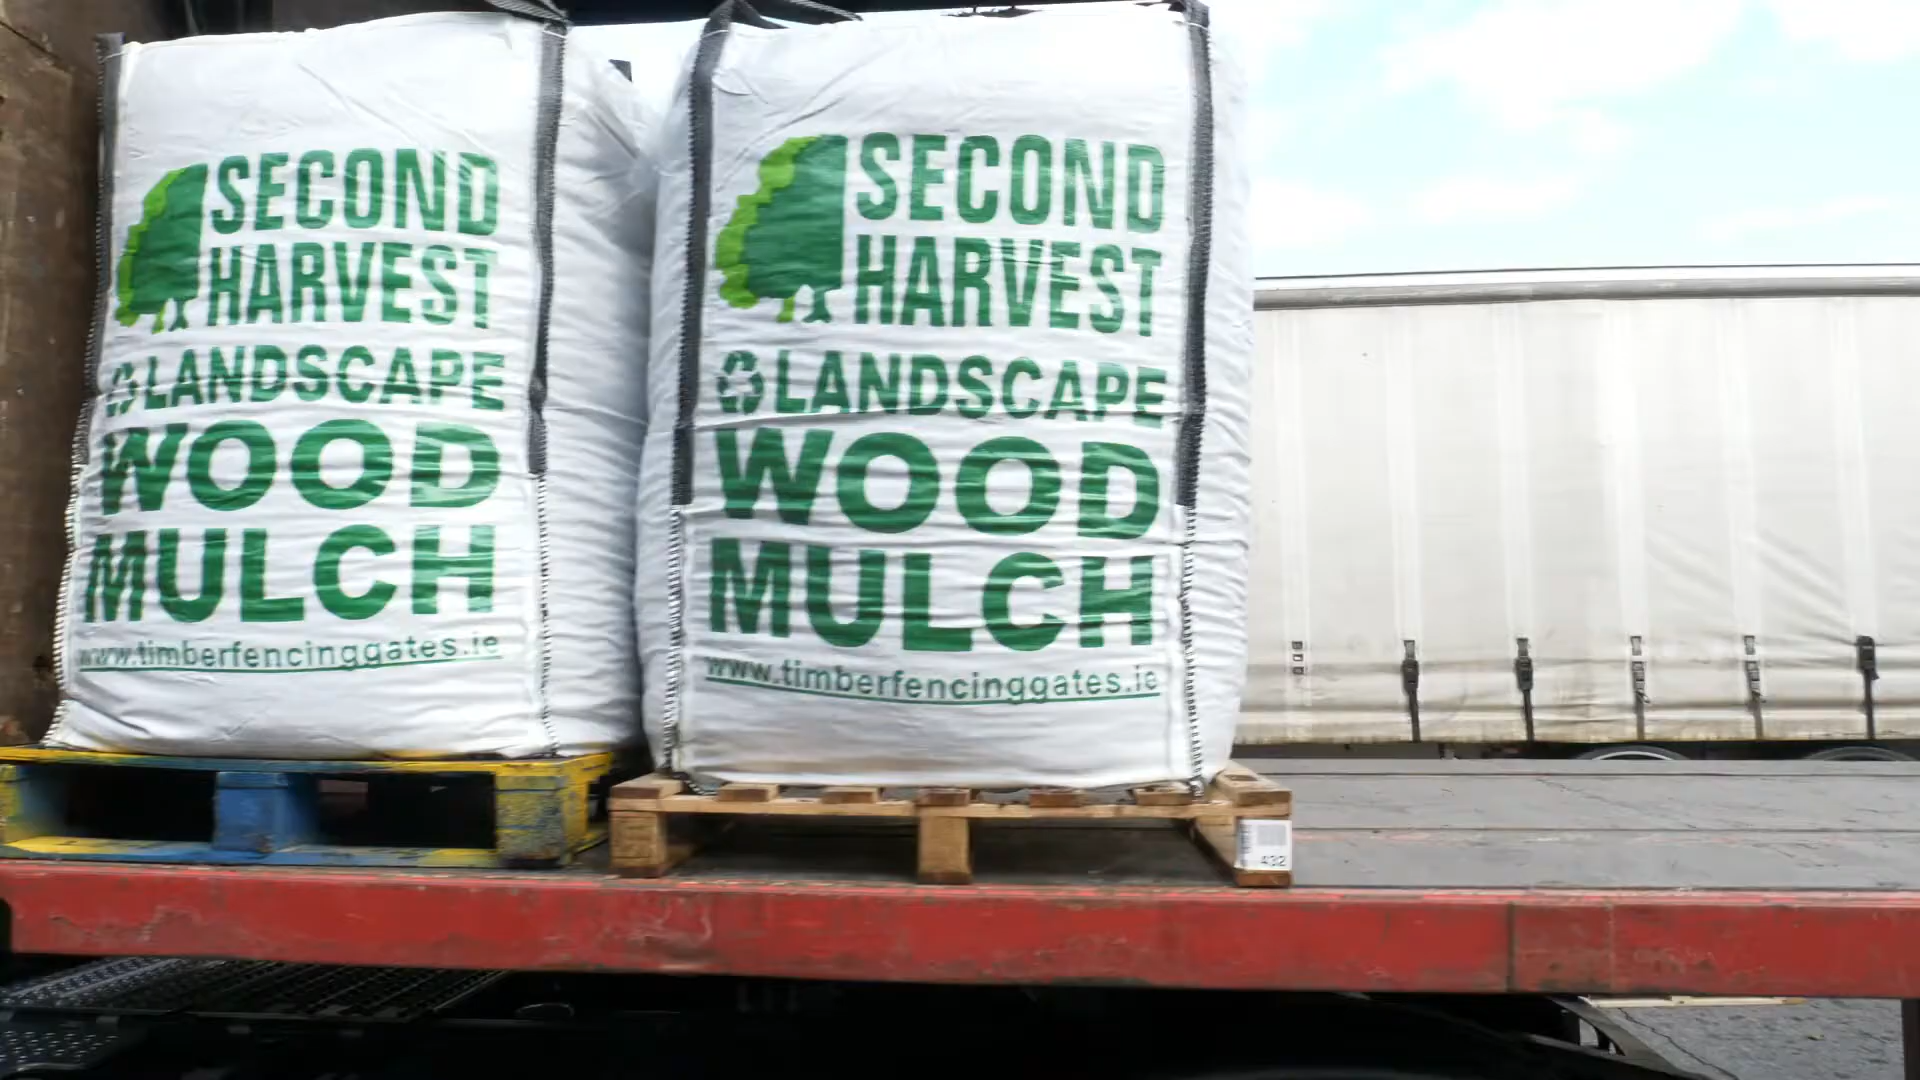 SECOND
HARVEST
LANDSCAPE
WOOD
MULCH
www.timberfencinggates.ie
SECOND
HARVEST
LANDSCAPE
WOOD
MULCH
www.timberfencinggates.ie
432